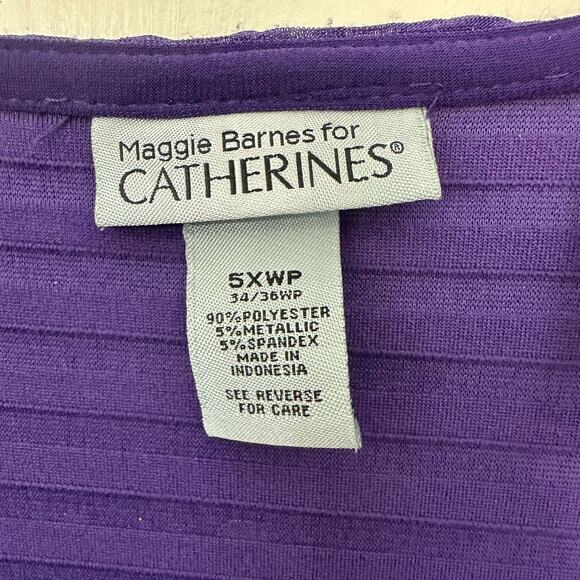 Maggie Barnes for
CATHERINES®
5XWP
34/36WP
90%POLYESTER
5%METALLIC
5%SPANDEX
MADE IN
INDONESIA
SEE REVERSE
FOR CARE